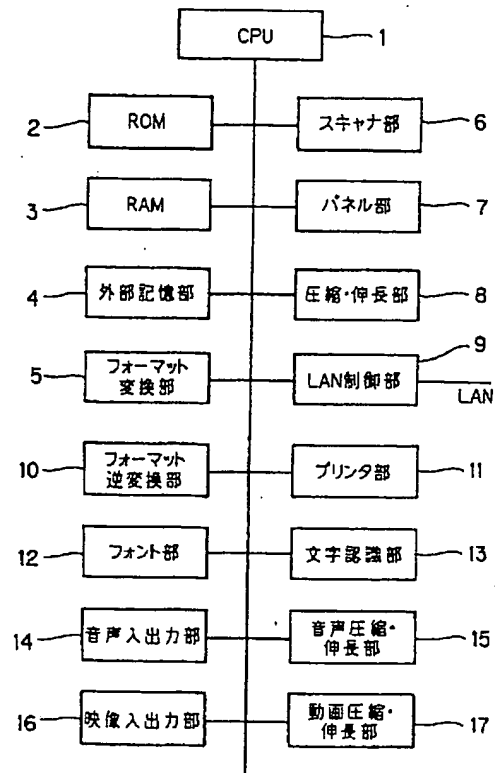 CPU
1
2
ROM
スキャナ部
6
3
RAM
パネル部
7
4
外部記憶部
圧縮・伸長部
8
5
フォーマット
変換部
LAN制御部
9
LAN
10
フォーマット
逆変換部
プリンタ部
11
12
フォント部
文字認識部
13
14
音声入出力部
音声圧縮・
伸長部
15
16
映像入出力部
動画圧縮・
伸長部
17